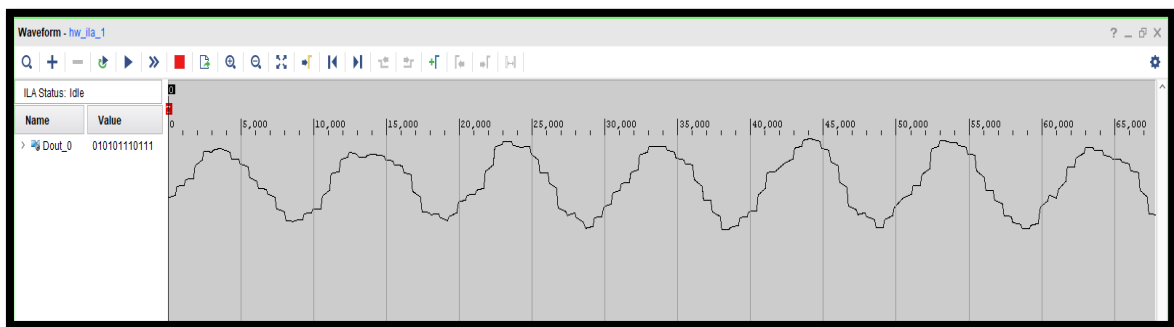 Waveform - hw_ila_1
ILA Status: Idle
0
Name Value
0 5,000 10,000 15,000 20,000 25,000 30,000 35,000 40,000 45,000 50,000 55,000 60,000 65,000
Dout_0 010101110111